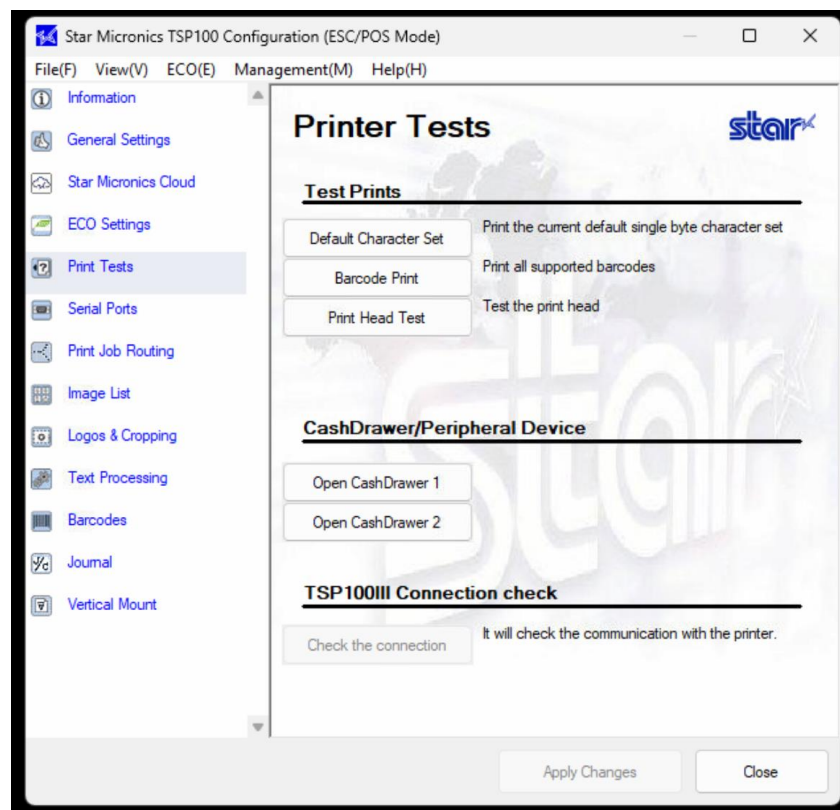 Star Micronics TSP100 Configuration (ESC/POS Mode)
File(F) View(V) ECO(E) Management(M) Help(H)
Information
General Settings
Star Micronics Cloud
ECO Settings
Print Tests
Serial Ports
Print Job Routing
Image List
Logos & Cropping
Text Processing
Barcodes
Journal
Vertical Mount
Printer Tests
star
Test Prints
Default Character Set
Print the current default single byte character set
Barcode Print
Print all supported barcodes
Print Head Test
Test the print head
CashDrawer/Peripheral Device
Open CashDrawer 1
Open CashDrawer 2
TSP100III Connection check
Check the connection
It will check the communication with the printer.
Apply Changes
Close